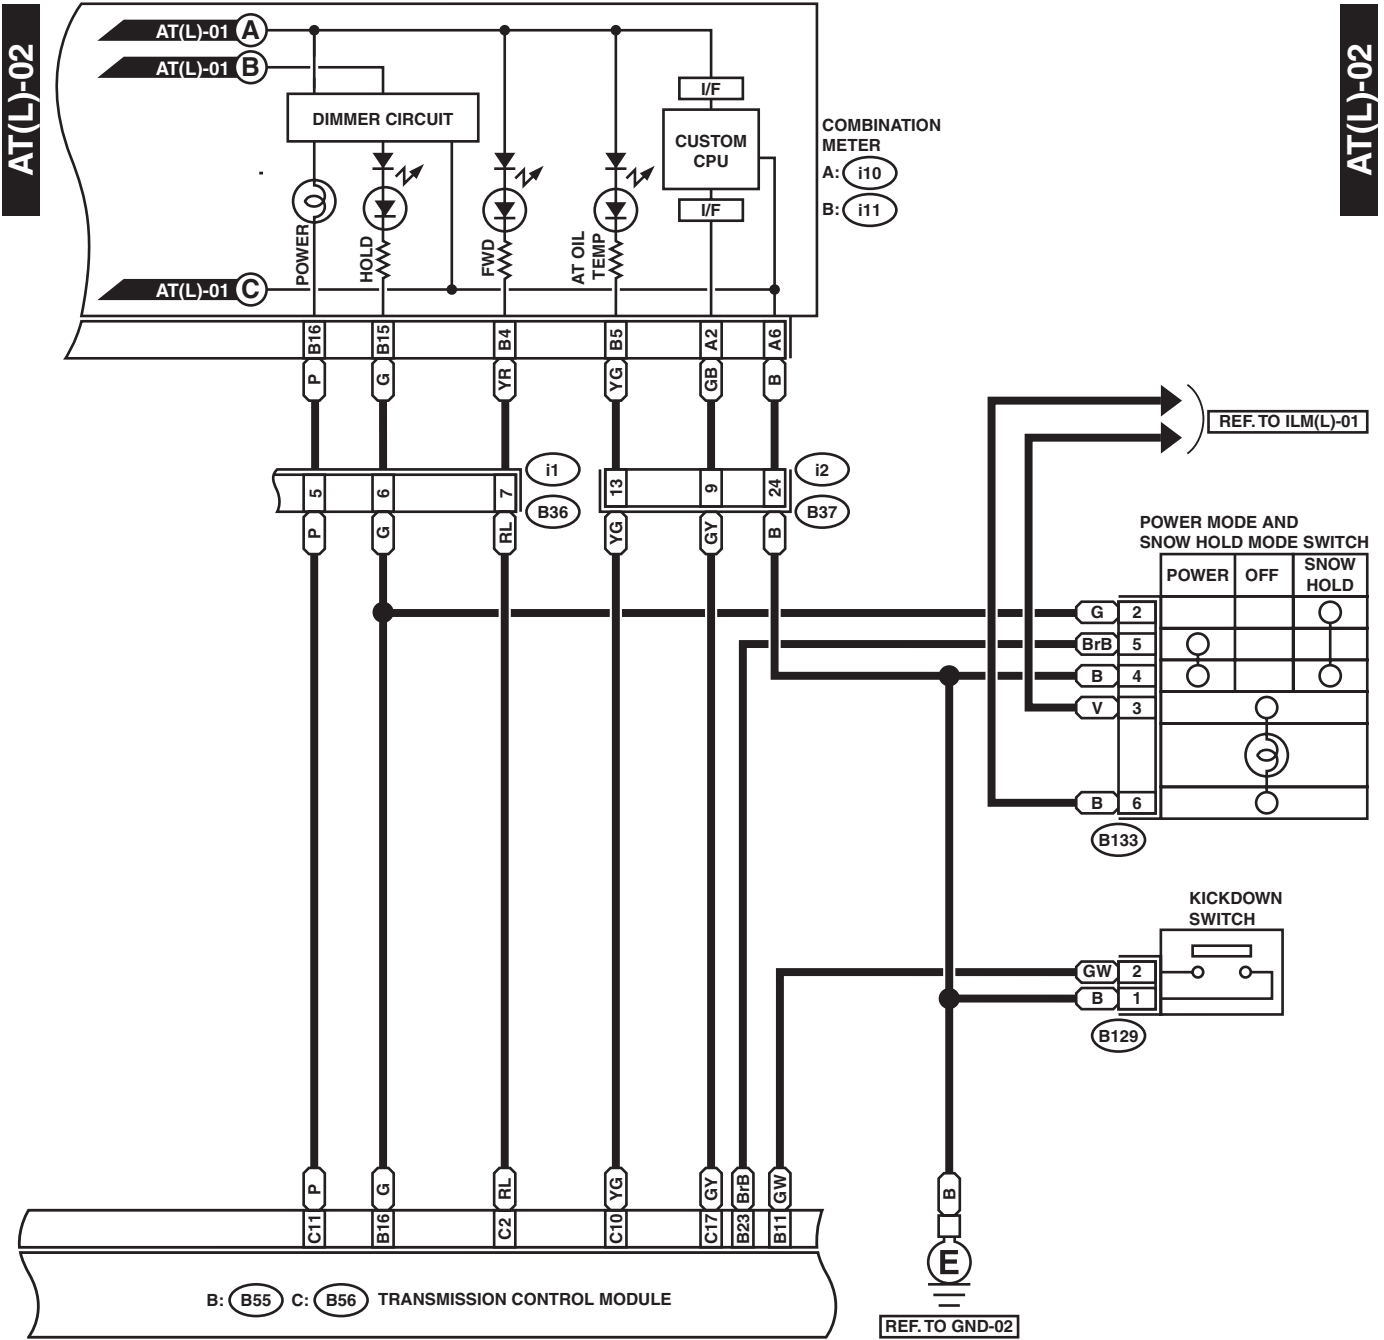 AT(L)-02
AT(L)-02
AT(L)-01 A
AT(L)-01 B
DIMMER CIRCUIT
I/F
CUSTOM
CPU
I/F
COMBINATION
METER
A: i10
B: i11
POWER
HOLD
FWD
AT OIL
TEMP
AT(L)-01 C
B16 B15 B4 B5 A2 A6
P G YR YG GB B
REF. TO ILM(L)-01
i1
i2
5 6 7 13 9 24
B36
B37
P G RL YG GY B
POWER MODE AND
SNOW HOLD MODE SWITCH
POWER OFF SNOW
HOLD
G 2
BrB 5
B 4
V 3
B 6
B133
KICKDOWN
SWITCH
GW 2
B 1
B129
P G RL YG GY BrB GW B
C11 B16 C2 C10 C17 B23 B11
E
B: B55 C: B56 TRANSMISSION CONTROL MODULE
REF. TO GND-02